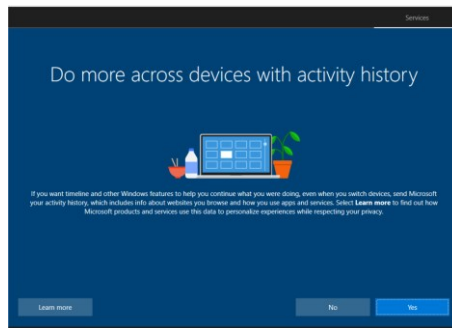 Services
Do more across devices with activity history
If you want timeline and other Windows features to help you continue what you were doing, even when you switch devices, send Microsoft
your activity history, which includes info about websites you browse and how you use apps and services. Select Learn more to find out how
Microsoft products and services use this data to personalize experiences while respecting your privacy.
Learn more
No
Yes